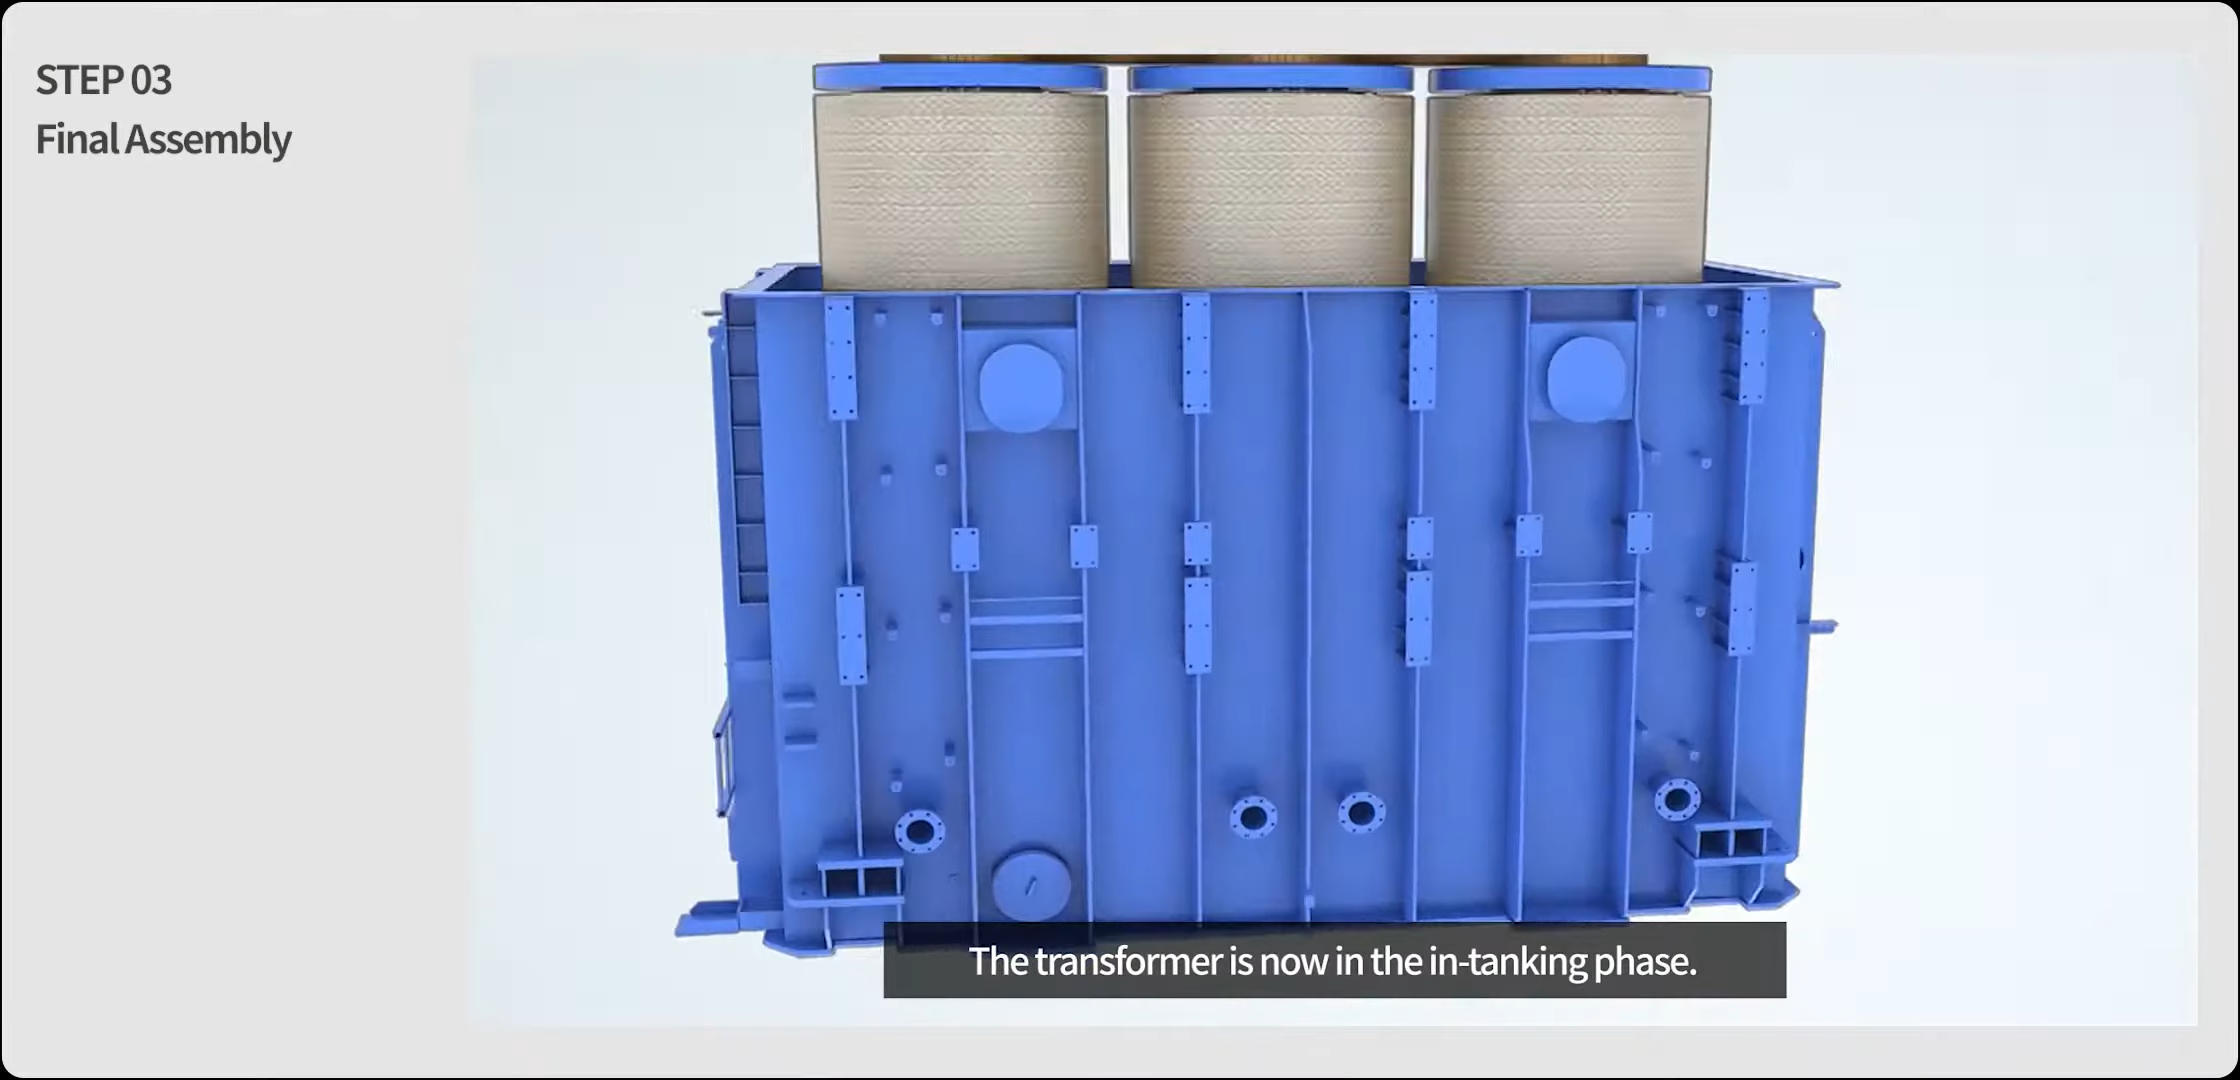 STEP 03
Final Assembly
The transformer is now in the in-tanking phase.